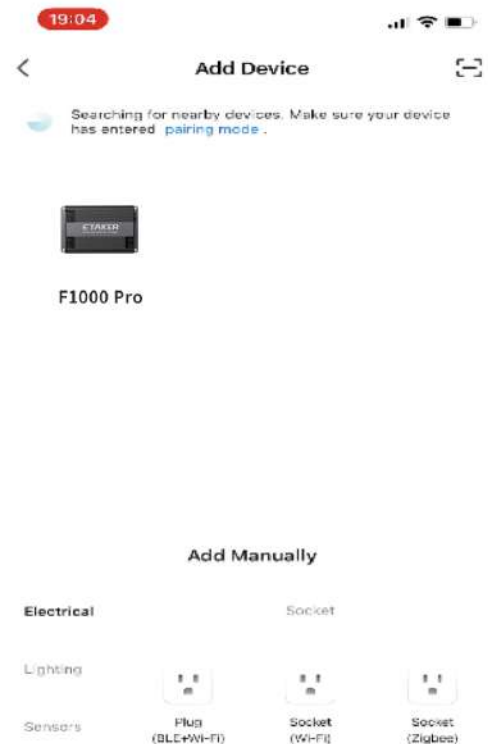 19:04
Add Device
Searching for nearby devices. Make sure your device
has entered pairing mode .
ETAKER
F1000 Pro
Add Manually
Electrical
Socket
Lighting
Sensors
Plug
(BLE+Wi-Fi)
Socket
(Wi-Fi)
Socket
(Zigbee)